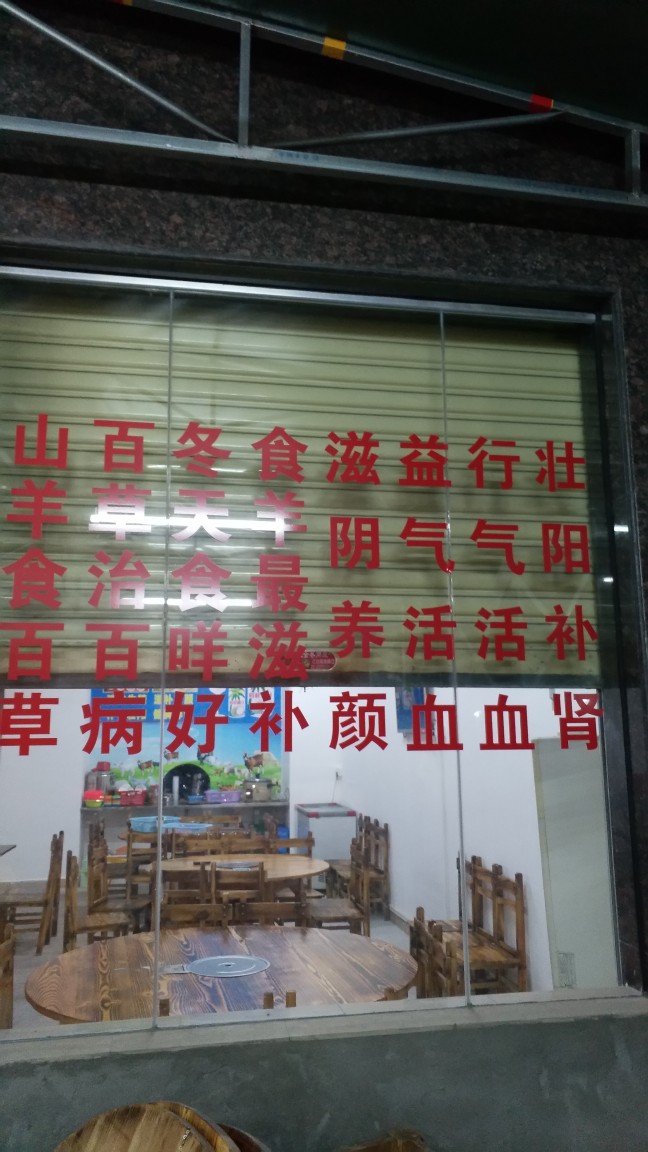 山羊食百草
百草治百病
冬天食咩好
食羊最滋补
滋阴养颜
益气活血
行气活血
壮阳补肾